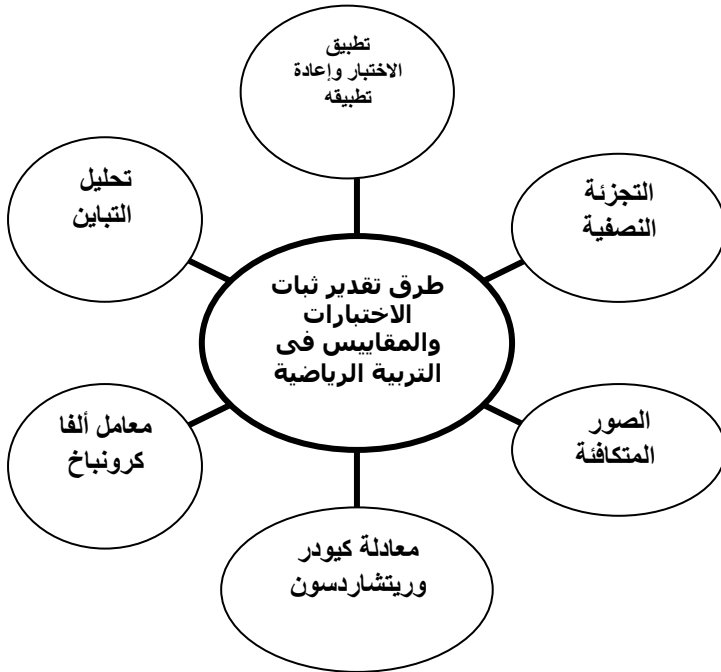 تطبيق
الاختبار وإعادة
تطبيقه
تحليل
التباين
التجزئة
النصفية
طرق تقدير ثبات
الاختبارات
والمقاييس فى
التربية الرياضية
معامل ألفا
كرونباخ
الصور
المتكافئة
معادلة كيودر
وريتشاردسون